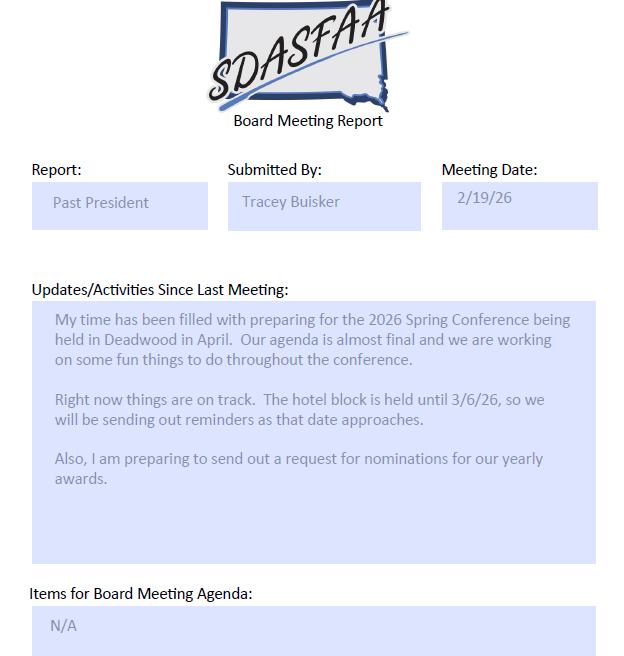 SDASFAA
Board Meeting Report
Report:
Submitted By:
Meeting Date:
Past President
Tracey Buisker
2/19/26
Updates/Activities Since Last Meeting:
My time has been filled with preparing for the 2026 Spring Conference being
held in Deadwood in April.  Our agenda is almost final and we are working
on some fun things to do throughout the conference.
Right now things are on track.  The hotel block is held until 3/6/26, so we
will be sending out reminders as that date approaches.
Also, I am preparing to send out a request for nominations for our yearly
awards.
Items for Board Meeting Agenda:
N/A